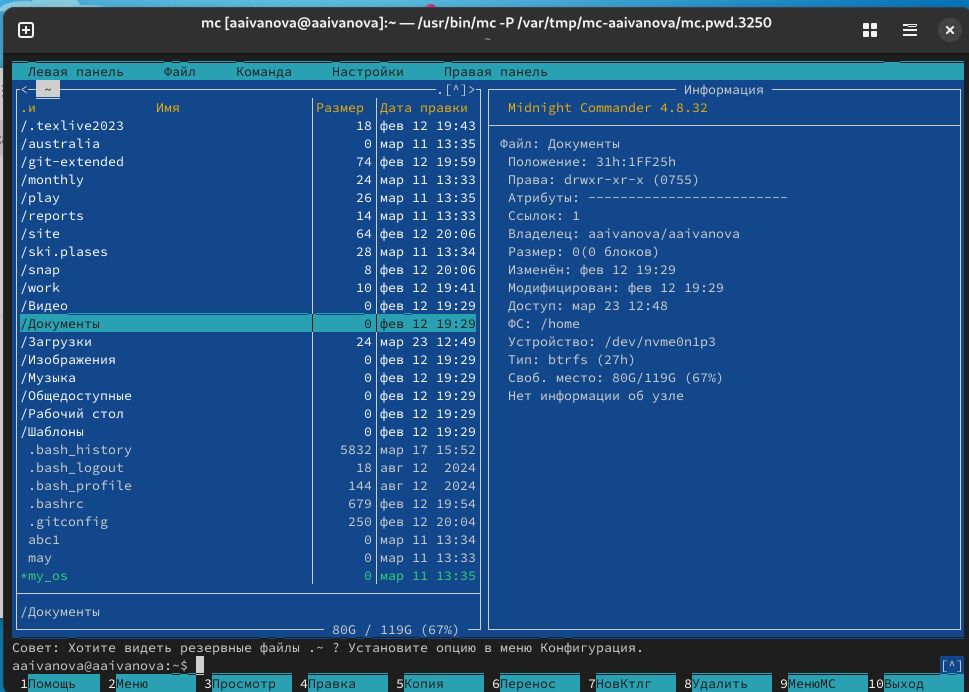 mc [aaivanova@aaivanova]:~ — /usr/bin/mc -P /var/tmp/mc-aaivanova/mc.pwd.3250
~
Левая панель Файл Команда Настройки Правая панель
<─ ~ ─.[^]>
.и Имя Размер Дата правки
/.texlive2023 18 фев 12 19:43
/australia 0 мар 11 13:35
/git-extended 74 фев 12 19:59
/monthly 24 мар 11 13:33
/play 26 мар 11 13:35
/reports 14 мар 11 13:33
/site 64 фев 12 20:06
/ski.plases 28 мар 11 13:34
/snap 8 фев 12 20:06
/work 10 фев 12 19:41
/Видео 0 фев 12 19:29
/Документы 0 фев 12 19:29
/Загрузки 24 мар 23 12:49
/Изображения 0 фев 12 19:29
/Музыка 0 фев 12 19:29
/Общедоступные 0 фев 12 19:29
/Рабочий стол 0 фев 12 19:29
/Шаблоны 0 фев 12 19:29
.bash_history 5832 мар 17 15:52
.bash_logout 18 авг 12 2024
.bash_profile 144 авг 12 2024
.bashrc 679 фев 12 19:54
.gitconfig 250 фев 12 20:04
abc1 0 мар 11 13:34
may 0 мар 11 13:33
*my_os 0 мар 11 13:35
/Документы
80G / 119G (67%)
Информация
Midnight Commander 4.8.32
Файл: Документы
Положение: 31h:1FF25h
Права: drwxr-xr-x (0755)
Атрибуты: -------------------------
Ссылок: 1
Владелец: aaivanova/aaivanova
Размер: 0(0 блоков)
Изменён: фев 12 19:29
Модифицирован: фев 12 19:29
Доступ: мар 23 12:48
ФС: /home
Устройство: /dev/nvme0n1p3
Тип: btrfs (27h)
Своб. место: 80G/119G (67%)
Нет информации об узле
Совет: Хотите видеть резервные файлы .~ ? Установите опцию в меню Конфигурация.
aaivanova@aaivanova:~$ [^]
1Помощь 2Меню 3Просмотр 4Правка 5Копия 6Перенос 7НовКтлг 8Удалить 9МенюMC 10Выход